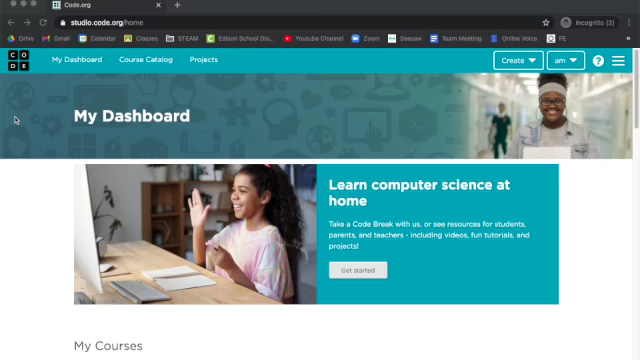 Code.org
studio.code.org/home
Incognito (2)
Drive
Gmail
Calendar
Classes
STEAM
Edison School Dis...
Youtube Channel
Zoom
Seesaw
Team Meeting
Online Voice
PE
CODE
My Dashboard
Course Catalog
Projects
Create
am
?
My Dashboard
Learn computer science at
home
Take a Code Break with us, or see resources for students,
parents, and teachers - including videos, fun tutorials, and
projects!
Get started
My Courses